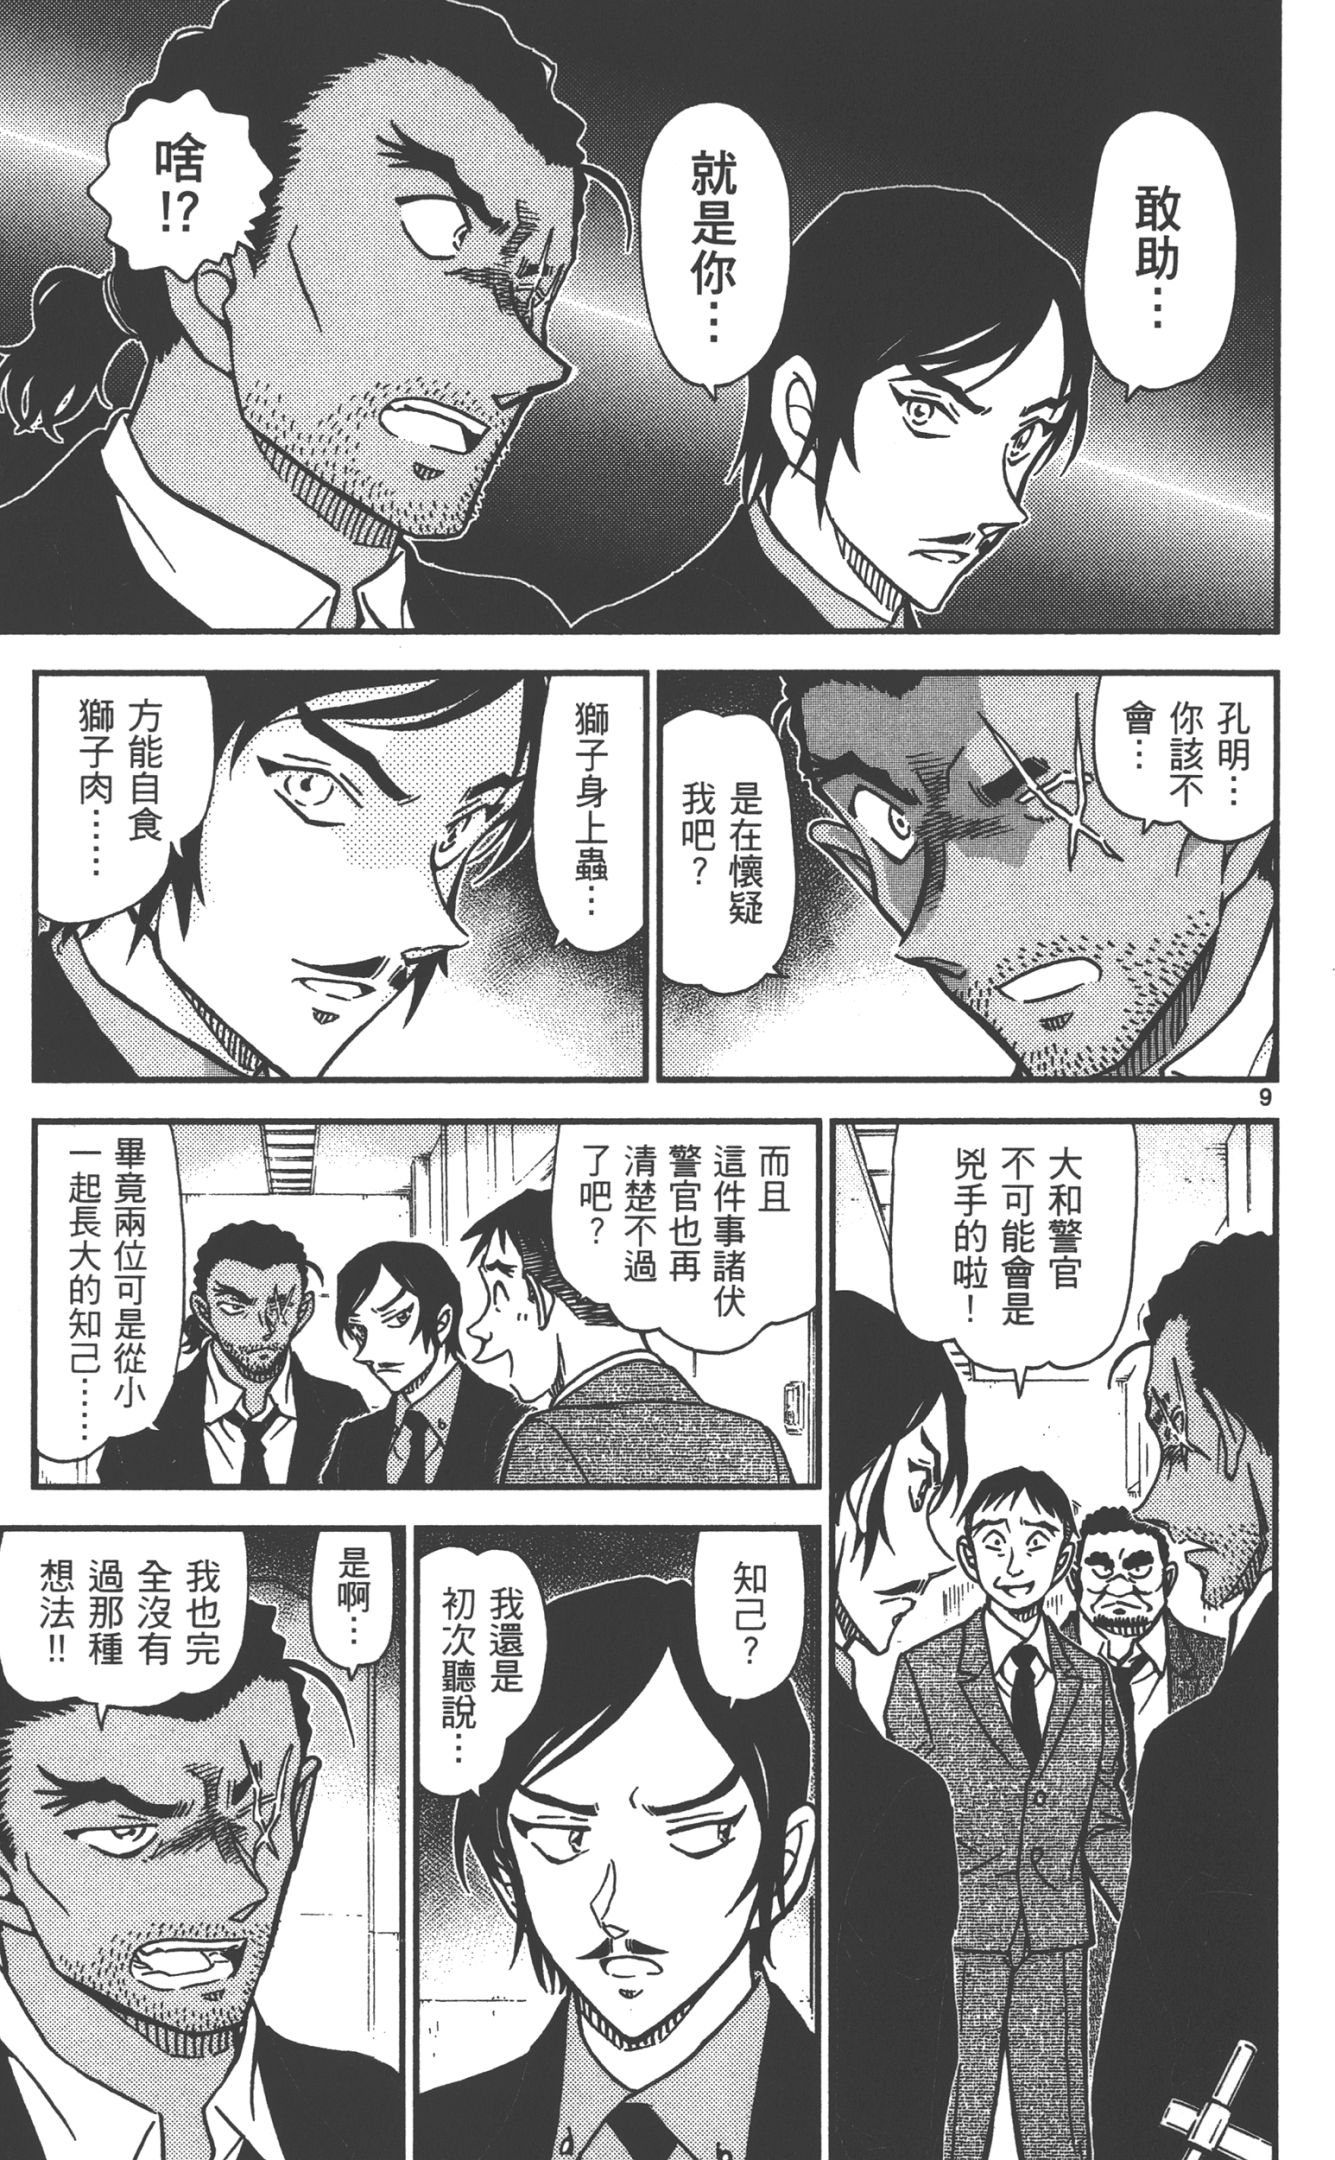 敢助…
就是你…
啥!?
孔明…
你該不
會…
是在懷疑
我吧？
獅子身上蟲…
方能自食
獅子肉……
9
大和警官
不可能會是
兇手的啦！
而且
這件事諸伏
警官也再
清楚不過
了吧？
畢竟兩位可是從小
一起長大的知己……
知己？
我還是
初次聽說…
是啊…
我也完
全沒有
過那種
想法!!